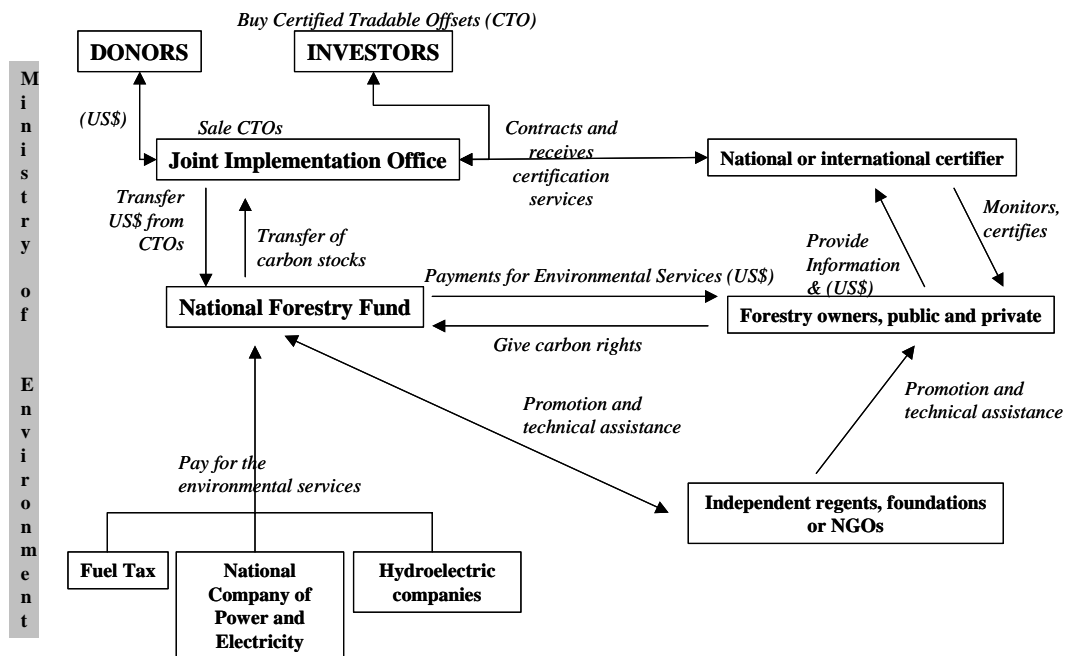 Buy Certified Tradable Offsets (CTO)
DONORS
INVESTORS
Ministry of Environment
(US$)
Sale CTOs
Joint Implementation Office
Contracts and
receives
certification
services
National or international certifier
Transfer
US$ from
CTOs
Transfer of
carbon stocks
Provide
Information
& (US$)
Monitors,
certifies
Payments for Environmental Services (US$)
National Forestry Fund
Forestry owners, public and private
Give carbon rights
Promotion and
technical assistance
Promotion and
technical assistance
Pay for the
environmental services
Independent regents, foundations
or NGOs
Fuel Tax
National
Company of
Power and
Electricity
Hydroelectric
companies